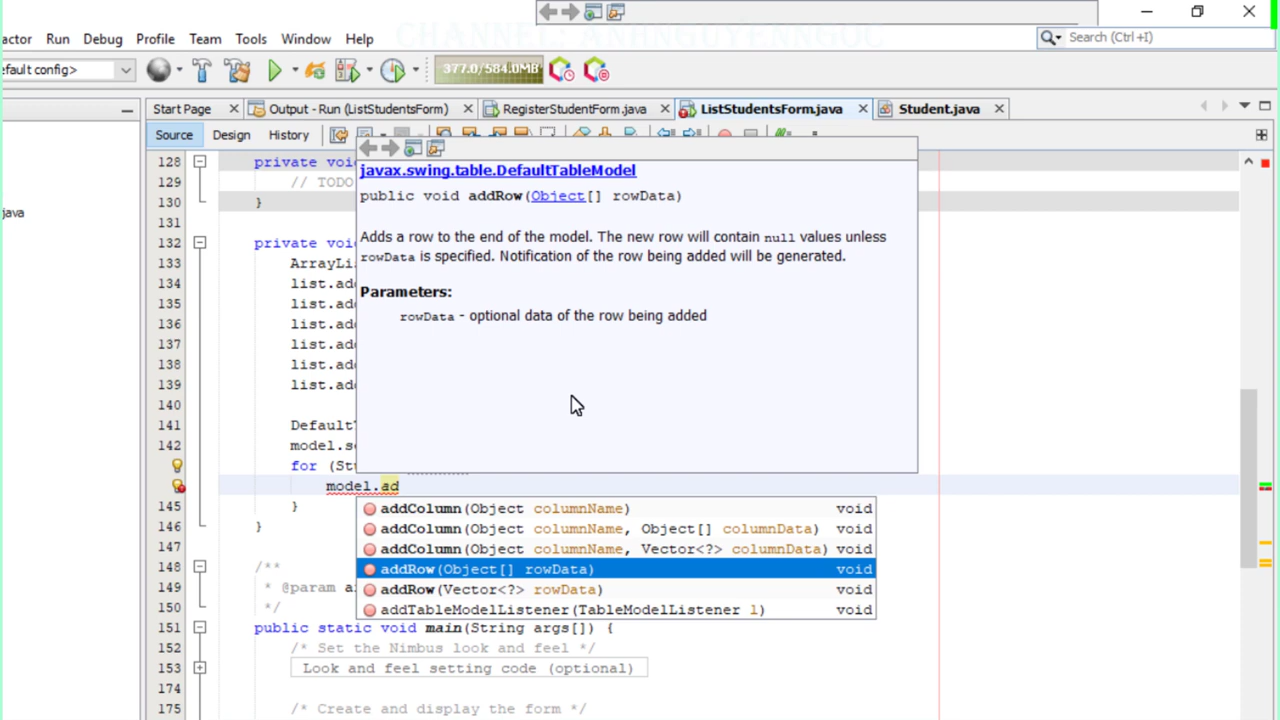 CHANNEL: ANHNGUYENNGOC
actor Run Debug Profile Team Tools Window Help
Search (Ctrl +I)
efault config>
377.0/584.0MB
Start Page
Output - Run (ListStudentsForm)
RegisterStudentForm.java
ListStudentsForm.java
Student.java
Source Design History
java
128 private voi
129 // TODO
130 }
131
132 private voi
133 ArrayLi
134 list.ad
135 list.ad
136 list.ad
137 list.ad
138 list.ad
139 list.ad
140
141 Default
142 model.s
for (St
model.ad
145 }
146 }
147
148 /**
149 * @param a
150 */
151 public static void main(String args[]) {
152 /* Set the Nimbus look and feel */
153 Look and feel setting code (optional)
174
175 /* Create and display the form */
javax.swing.table.DefaultTableModel
public void addRow(Object[] rowData)
Adds a row to the end of the model. The new row will contain null values unless
rowData is specified. Notification of the row being added will be generated.
Parameters:
rowData - optional data of the row being added
addColumn(Object columnName) void
addColumn(Object columnName, Object[] columnData) void
addColumn(Object columnName, Vector<?> columnData) void
addRow(Object[] rowData) void
addRow(Vector<?> rowData) void
addTableModelListener(TableModelListener l) void